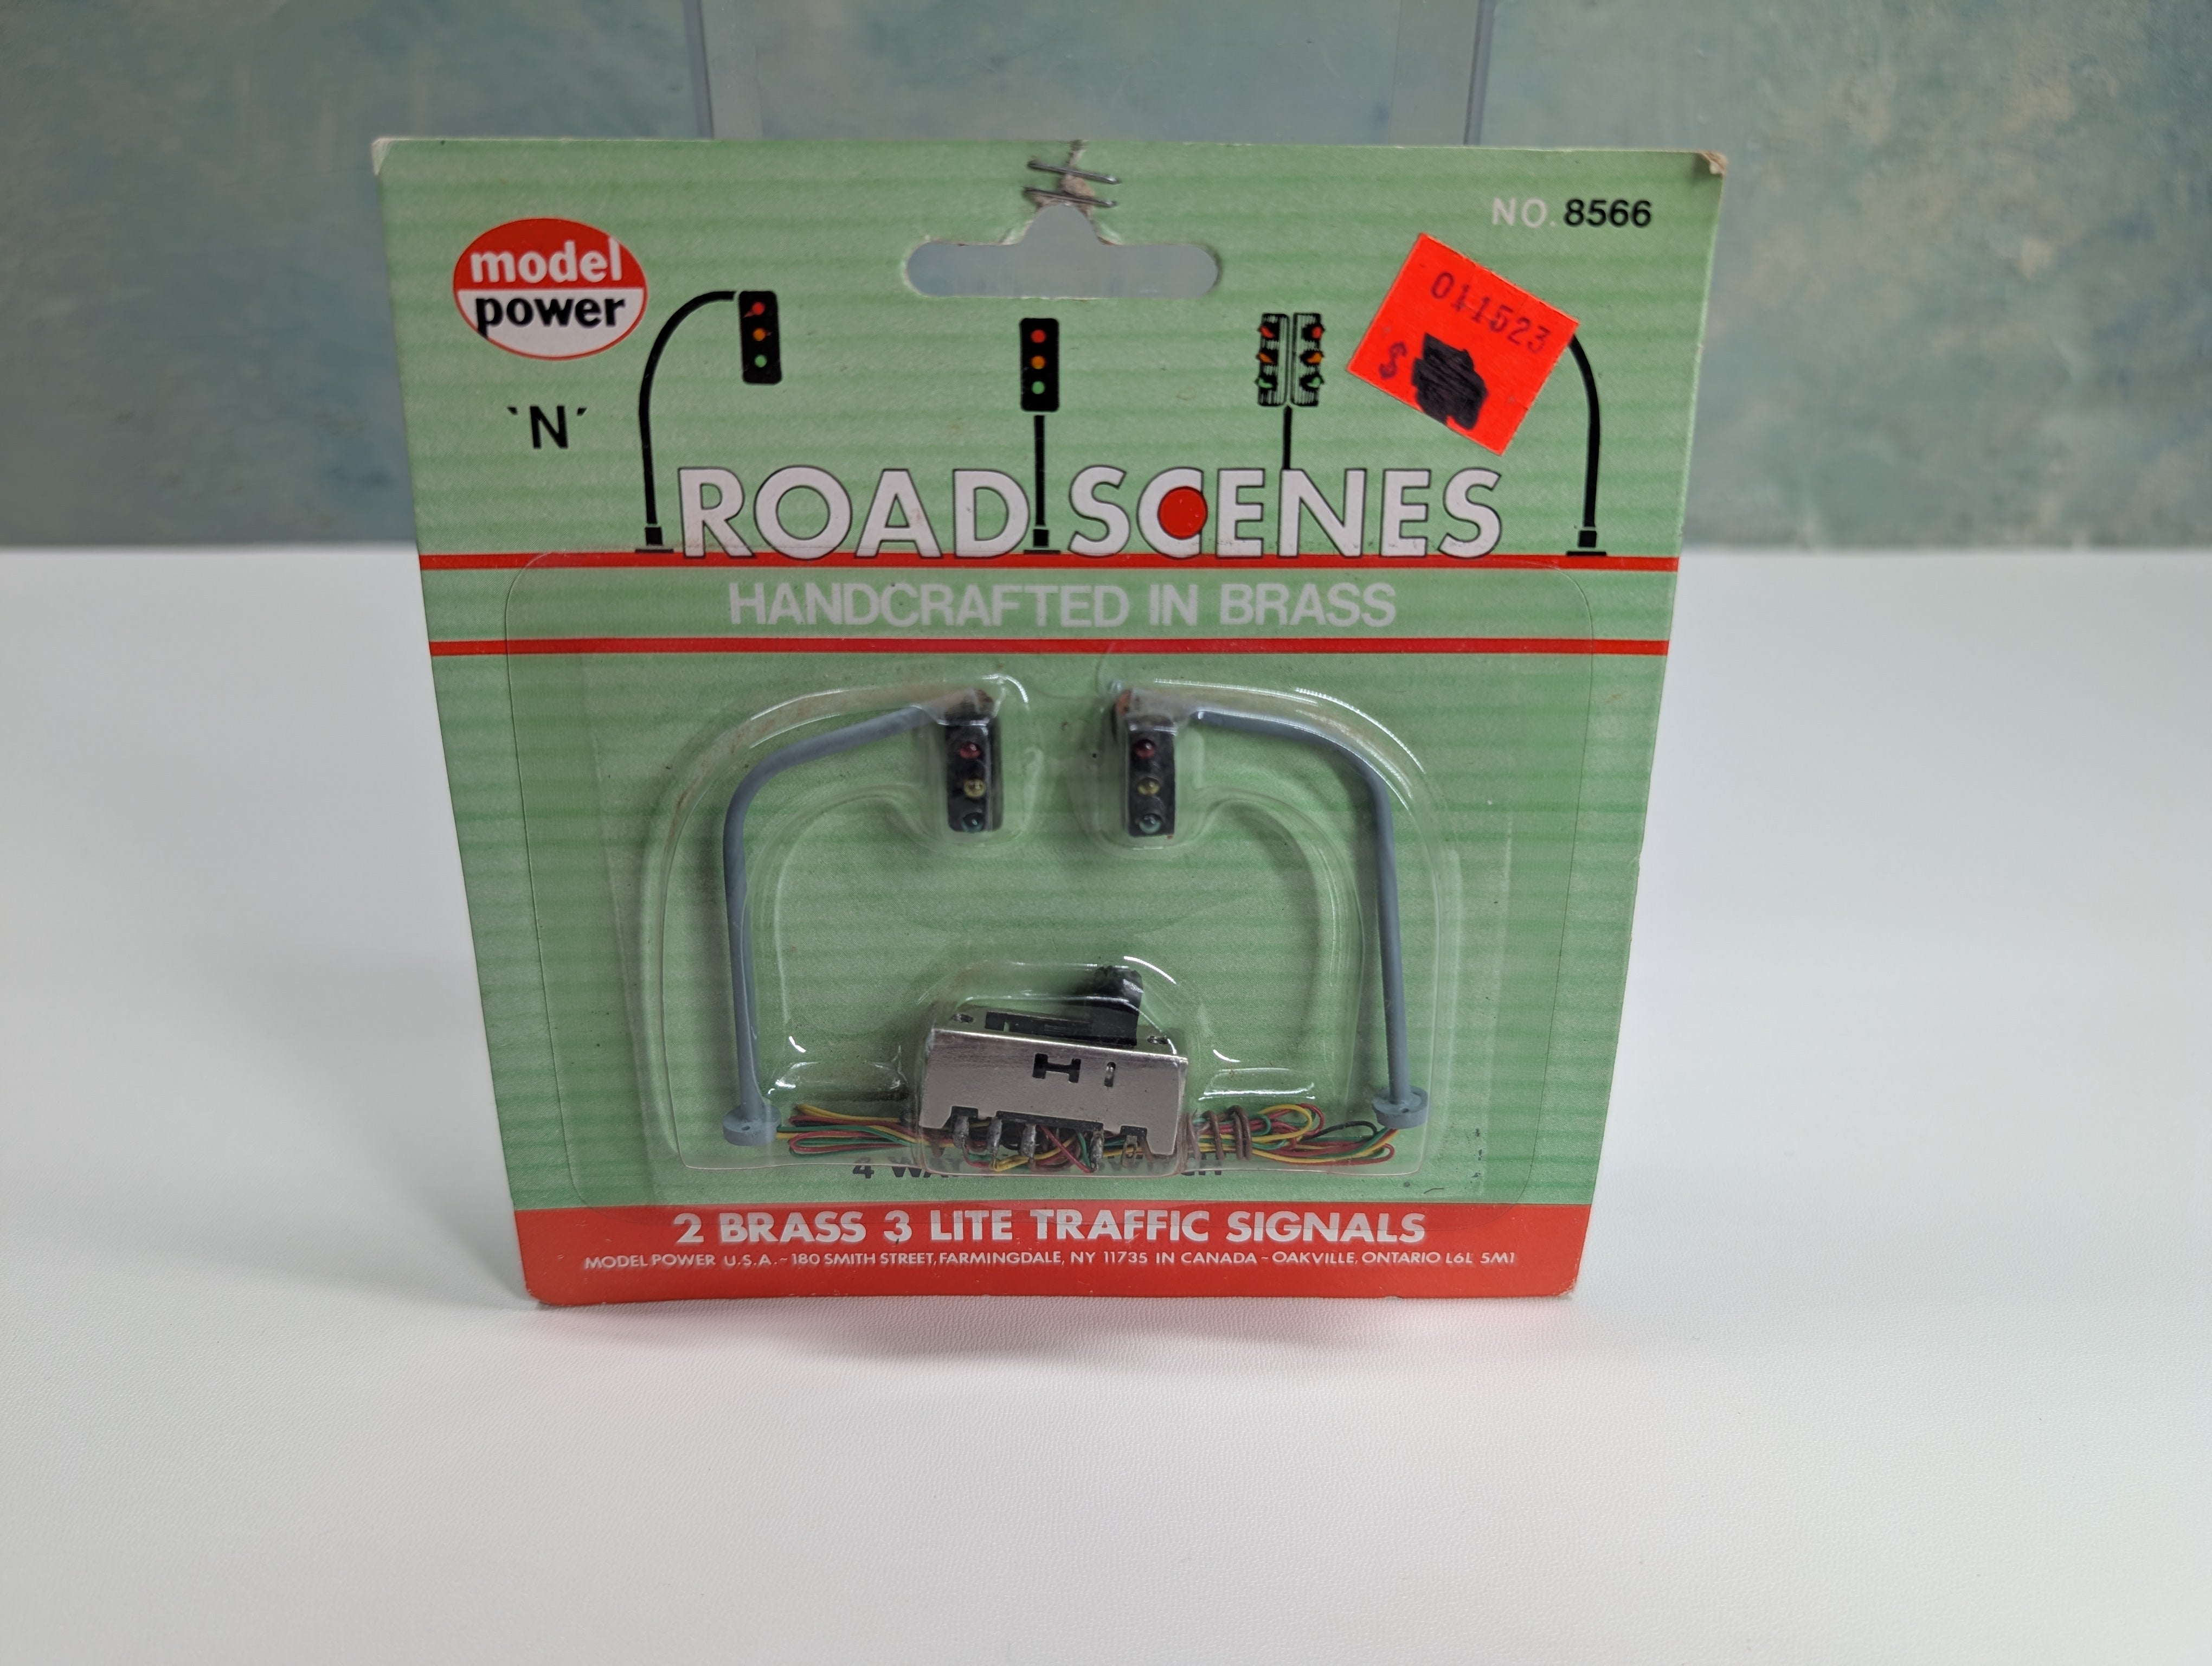 NO. 8566
model
power
011523
$
`N´
ROAD SCENES
HANDCRAFTED IN BRASS
4
2 BRASS 3 LITE TRAFFIC SIGNALS
MODEL POWER U.S.A. - 180 SMITH STREET, FARMINGDALE, NY 11735 IN CANADA - OAKVILLE, ONTARIO L6L 5M1